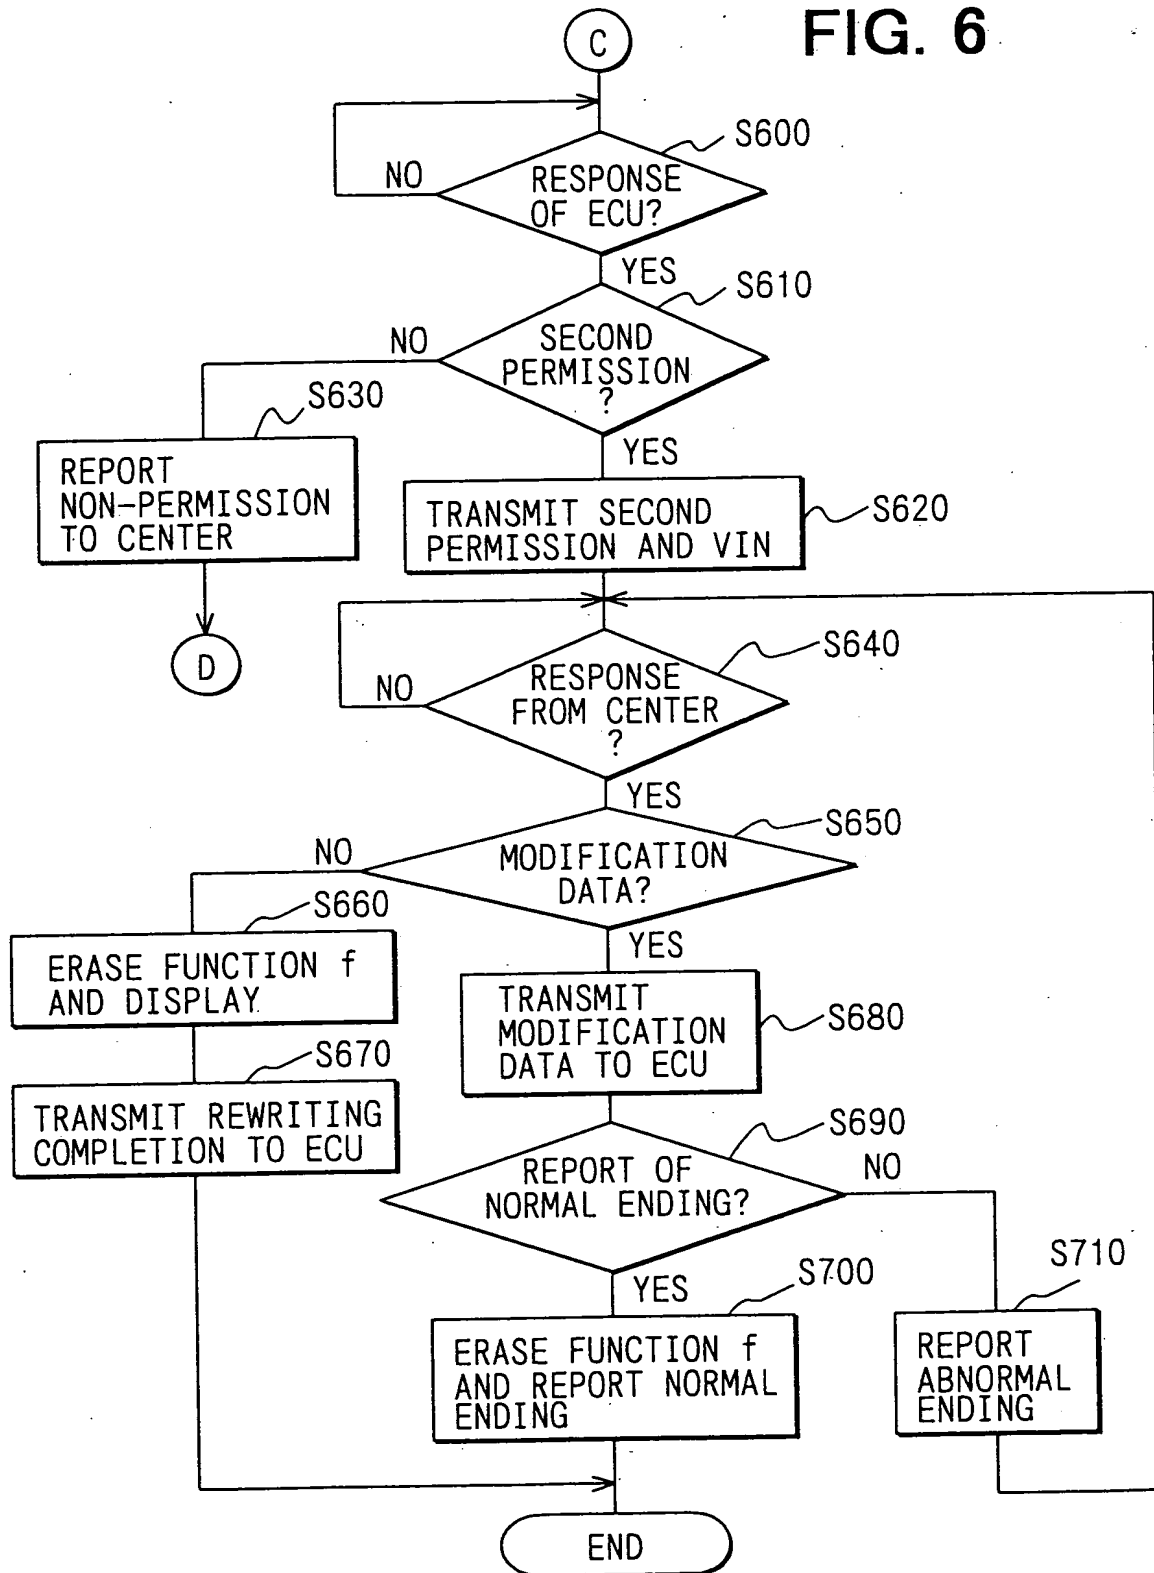 FIG. 6
C
S600
NO
RESPONSE
OF ECU?
YES
S610
NO
SECOND
PERMISSION
?
S630
YES
REPORT
NON-PERMISSION
TO CENTER
TRANSMIT SECOND
PERMISSION AND VIN
S620
D
S640
NO
RESPONSE
FROM CENTER
?
YES
S650
NO
MODIFICATION
DATA?
S660
YES
ERASE FUNCTION f
AND DISPLAY
TRANSMIT
MODIFICATION
DATA TO ECU
S680
S670
TRANSMIT REWRITING
COMPLETION TO ECU
S690
REPORT OF
NORMAL ENDING?
NO
YES
S700
S710
ERASE FUNCTION f
AND REPORT NORMAL
ENDING
REPORT
ABNORMAL
ENDING
END